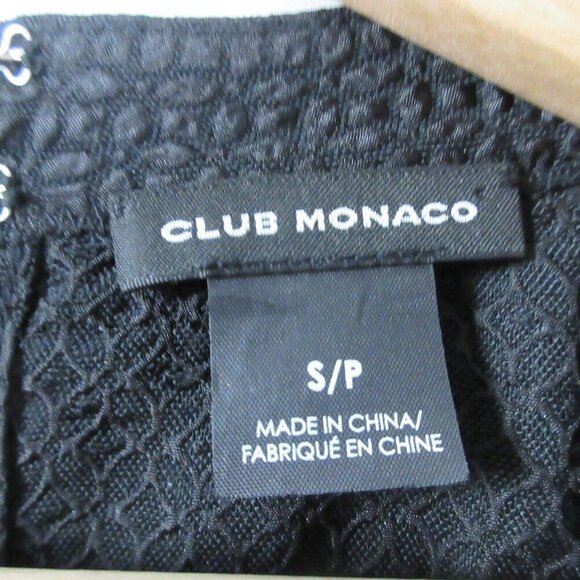 CLUB MONACO
S/P
MADE IN CHINA/
FABRIQUÉ EN CHINE